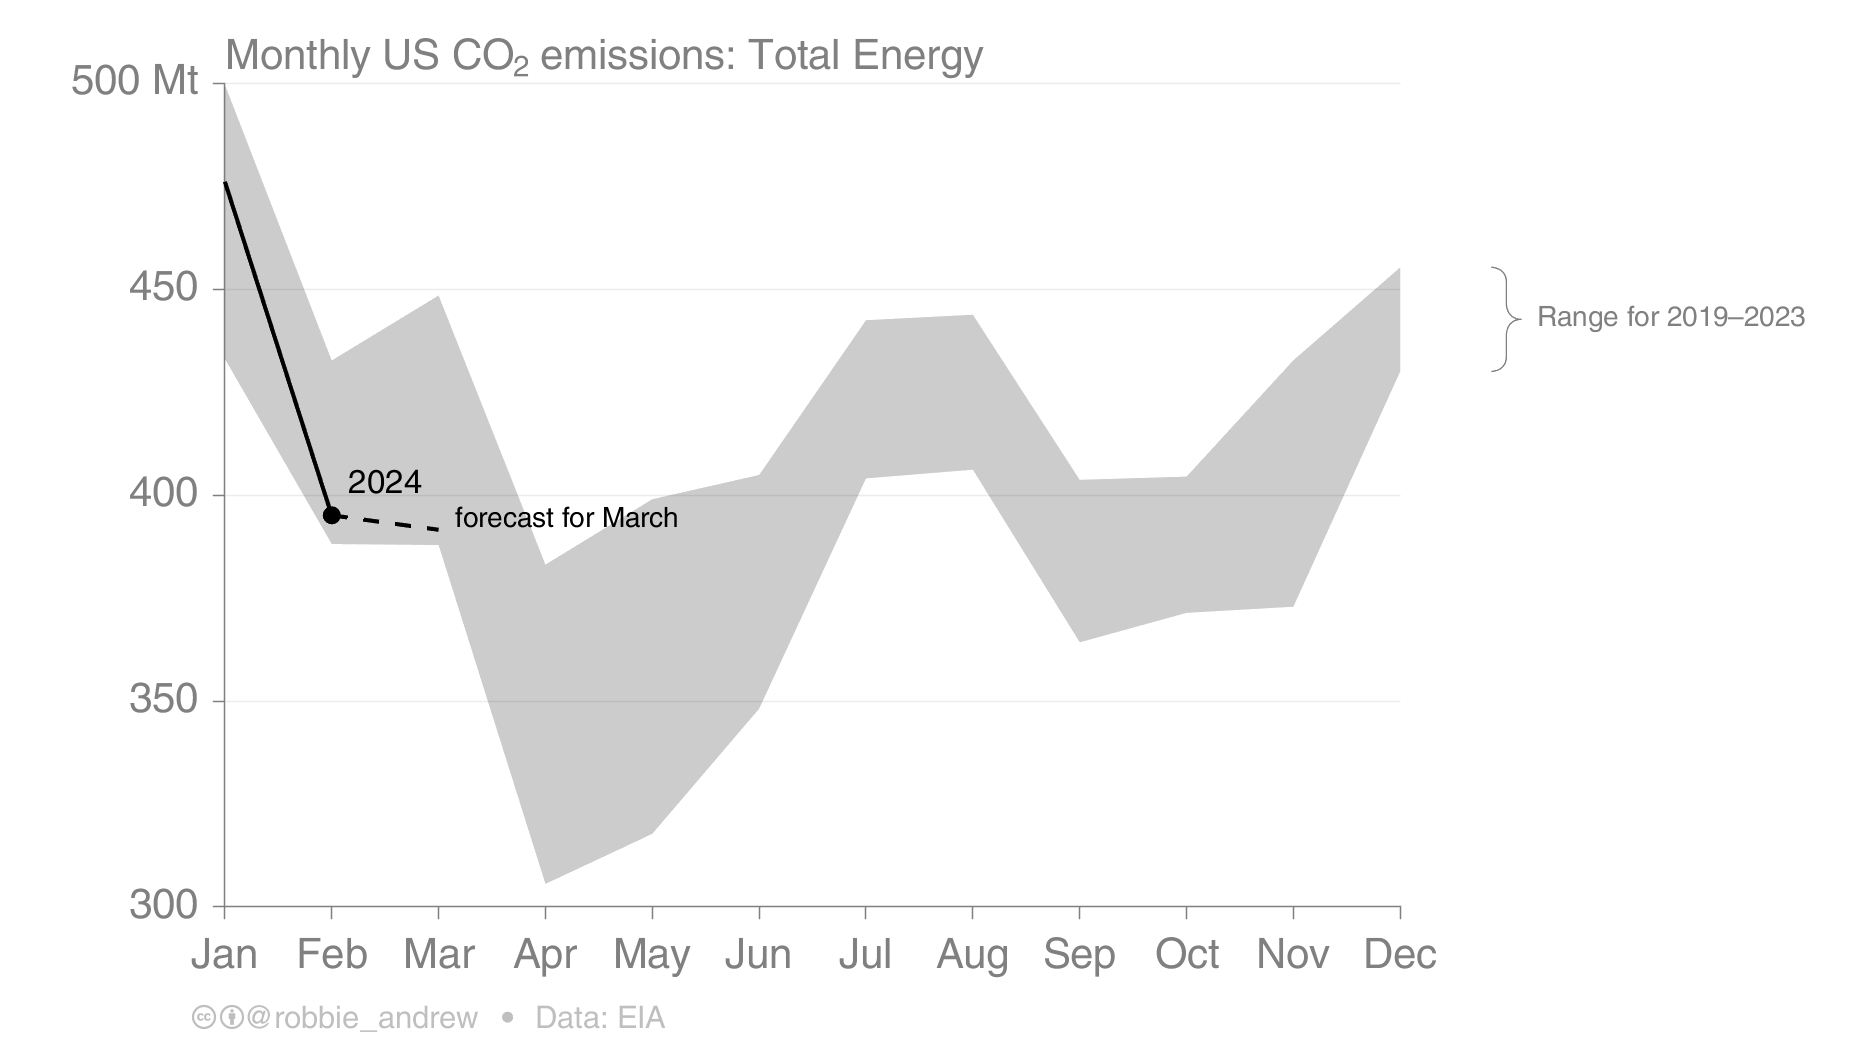 Monthly US CO₂ emissions: Total Energy
500 Mt
450
400
350
300
2024
forecast for March
Range for 2019–2023
Jan Feb Mar Apr May Jun Jul Aug Sep Oct Nov Dec
cc @robbie_andrew • Data: EIA